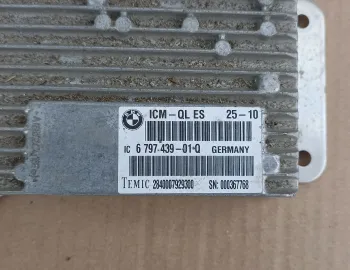 ICM-QL ES 25-10
IC 6 797 439-01-Q GERMANY
TEMIC 2840007929300 SN: 000367768